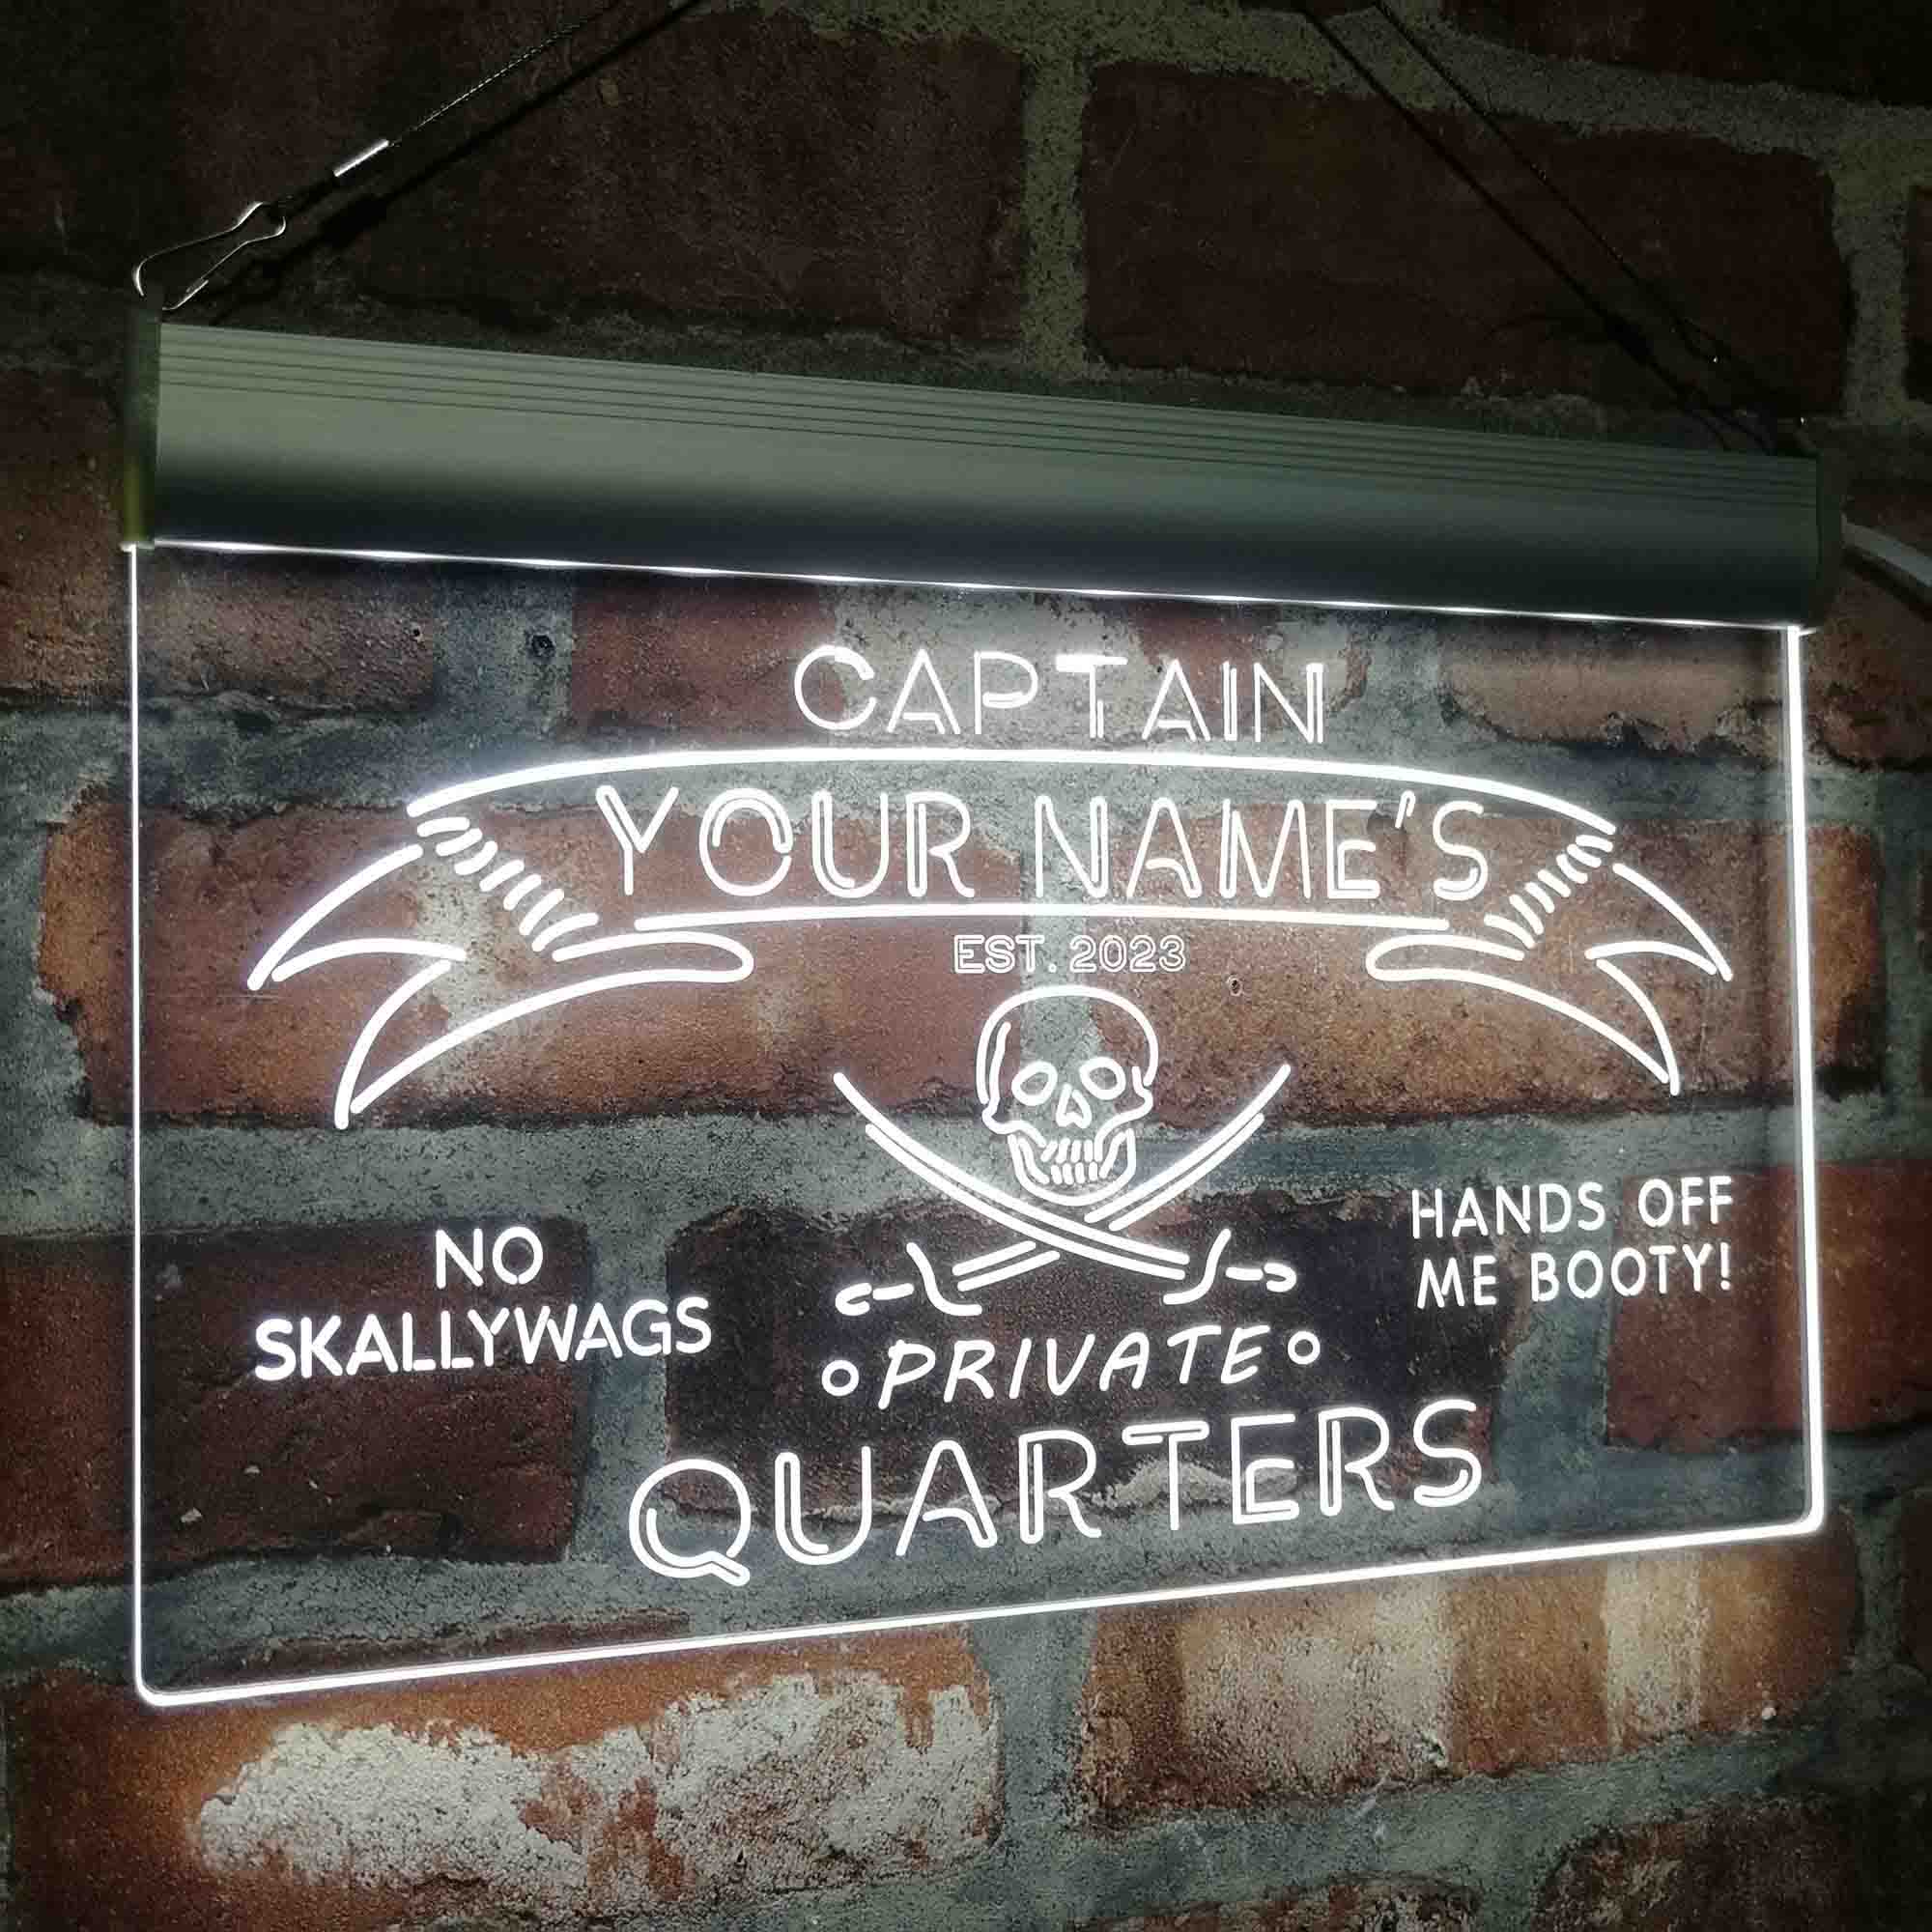 CAPTAIN
YOUR NAME'S
EST. 2023
NO
SKALLYWAGS
HANDS OFF
ME BOOTY!
PRIVATE
QUARTERS